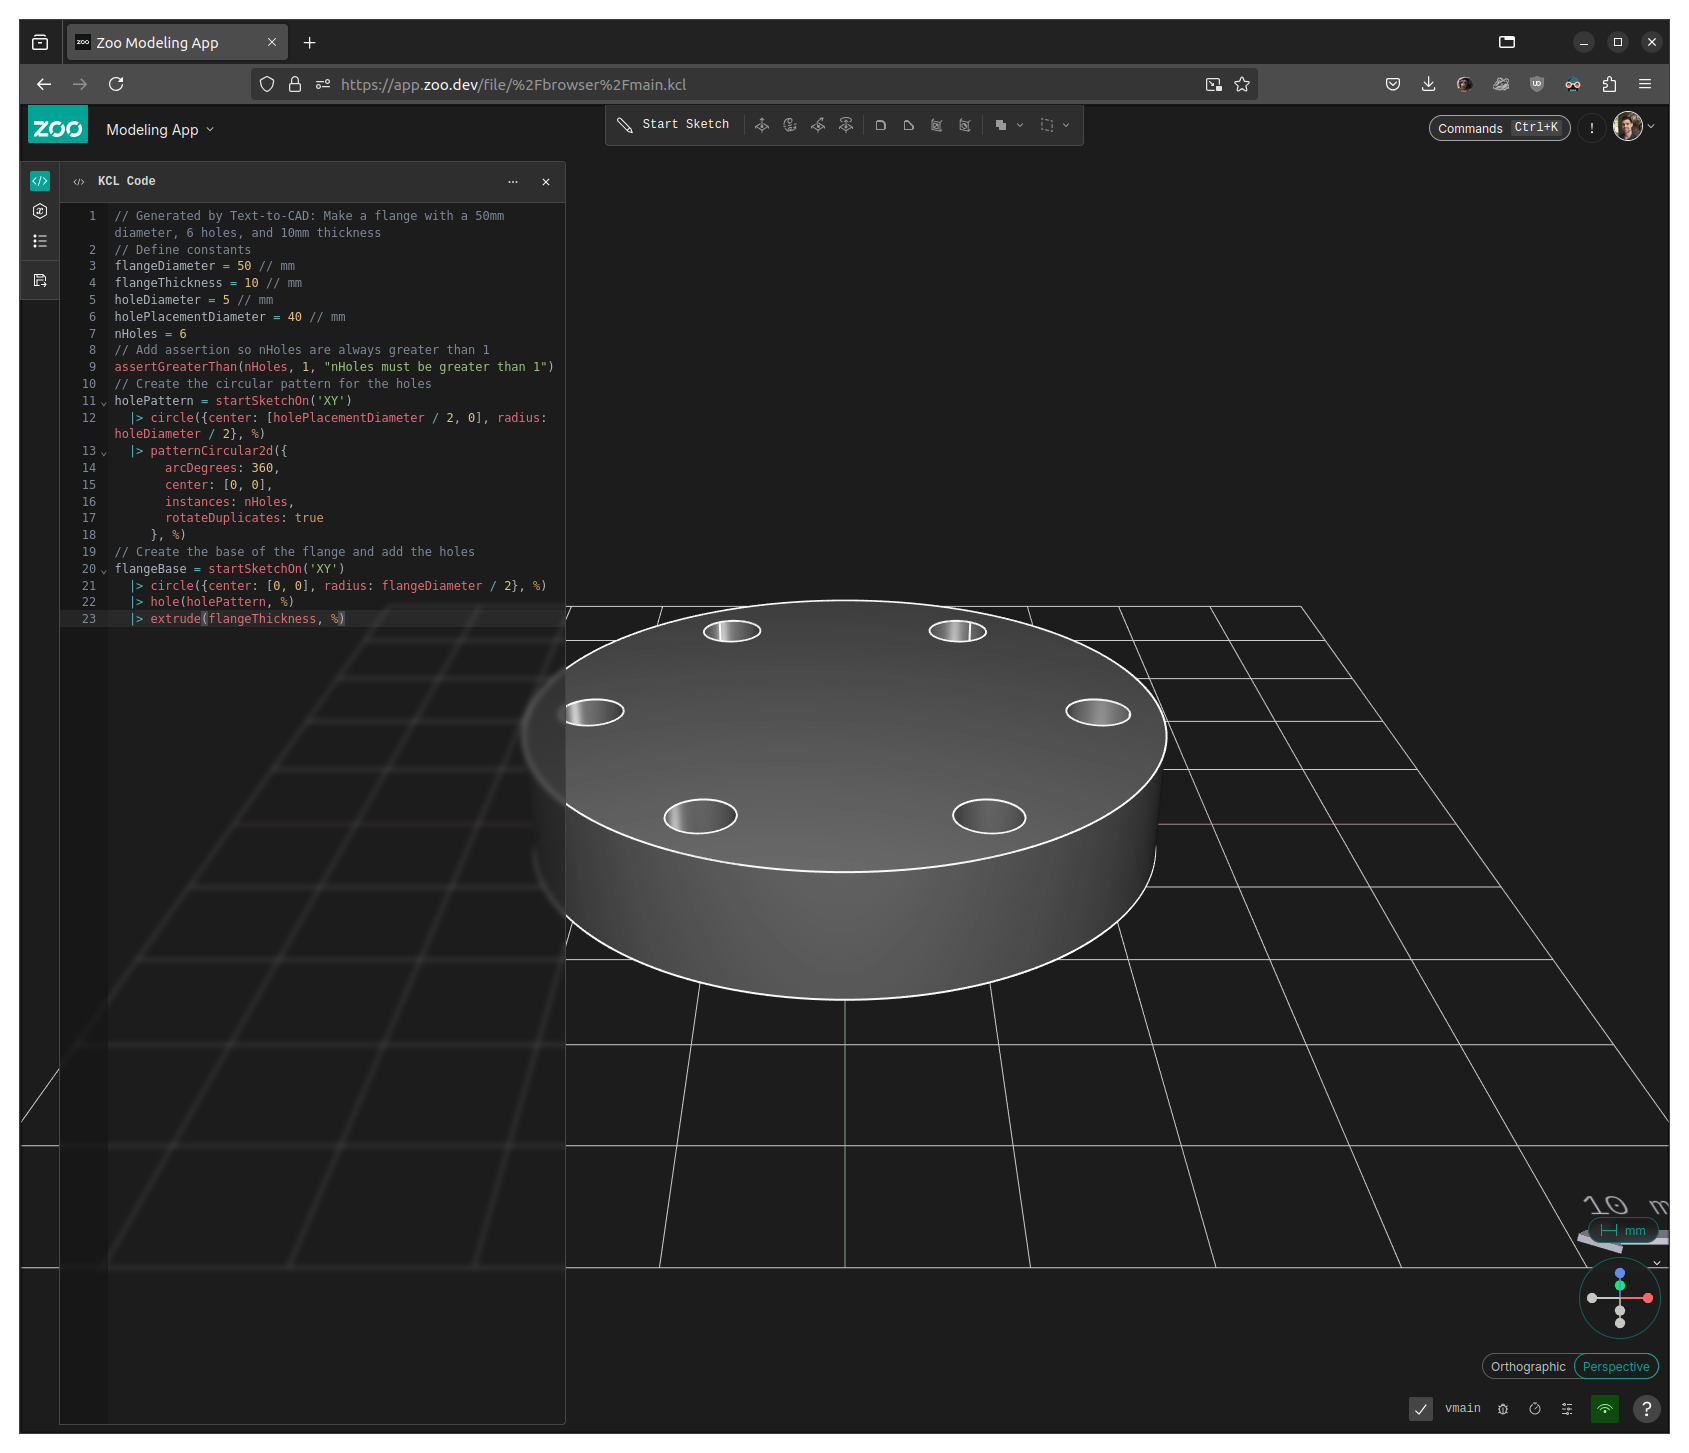 zoo Zoo Modeling App
https://app.zoo.dev/file/%2Fbrowser%2Fmain.kcl
ZOO Modeling App Start Sketch Commands Ctrl+K !
KCL Code
1 // Generated by Text-to-CAD: Make a flange with a 50mm
diameter, 6 holes, and 10mm thickness
2 // Define constants
3 flangeDiameter = 50 // mm
4 flangeThickness = 10 // mm
5 holeDiameter = 5 // mm
6 holePlacementDiameter = 40 // mm
7 nHoles = 6
8 // Add assertion so nHoles are always greater than 1
9 assertGreaterThan(nHoles, 1, "nHoles must be greater than 1")
10 // Create the circular pattern for the holes
11 holePattern = startSketchOn('XY')
12   |> circle({center: [holePlacementDiameter / 2, 0], radius:
holeDiameter / 2}, %)
13   |> patternCircular2d({
14        arcDegrees: 360,
15        center: [0, 0],
16        instances: nHoles,
17        rotateDuplicates: true
18      }, %)
19 // Create the base of the flange and add the holes
20 flangeBase = startSketchOn('XY')
21   |> circle({center: [0, 0], radius: flangeDiameter / 2}, %)
22   |> hole(holePattern, %)
23   |> extrude(flangeThickness, %)
10 m
mm
Orthographic Perspective
vmain ?